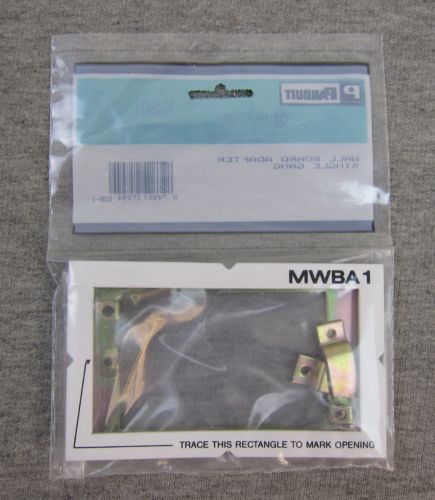 PANDUIT
WALL BOARD ADAPTER
SINGLE GANG
MWBA1
TRACE THIS RECTANGLE TO MARK OPENING